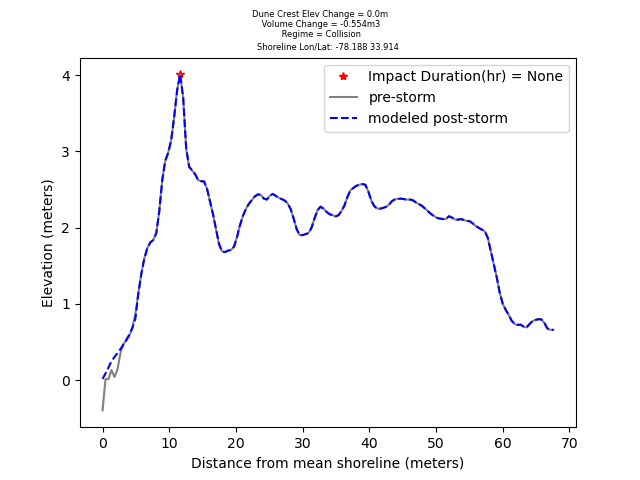 Dune Crest Elev Change = 0.0m
Volume Change = -0.554m3
Regime = Collision
Shoreline Lon/Lat: -78.188 33.914
Impact Duration(hr) = None
pre-storm
modeled post-storm
4
3
2
1
0
Elevation (meters)
0 10 20 30 40 50 60 70
Distance from mean shoreline (meters)